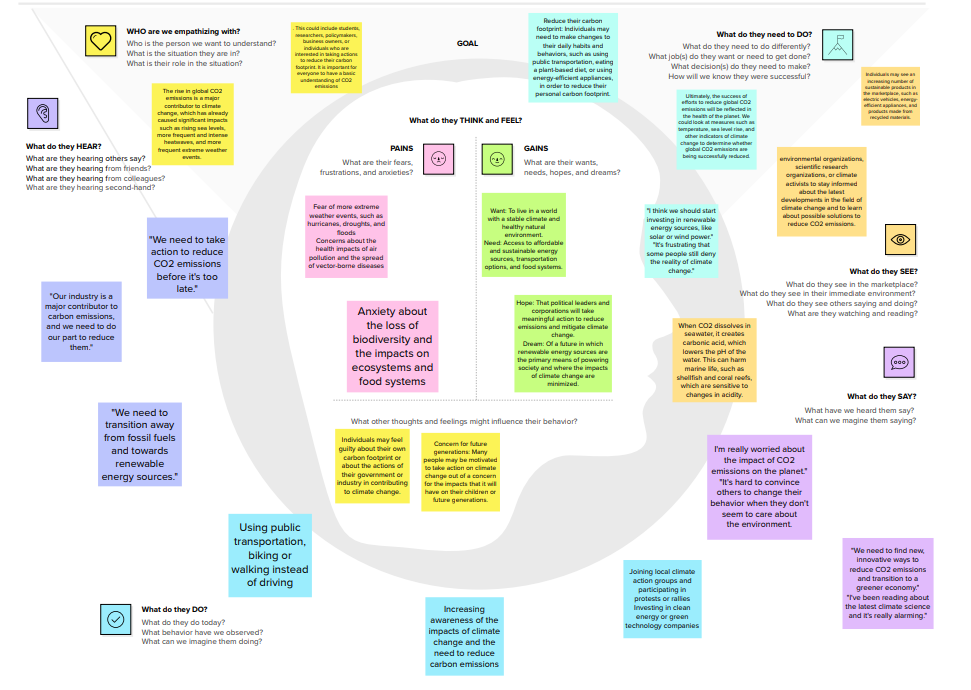 WHO are we empathizing with?
Who is the person we want to understand?
What is the situation they are in?
What is their role in the situation?
. This could include students,
researchers, policymakers,
business owners, or
individuals who are
interested in taking actions
to reduce their carbon
footprint. It is important for
everyone to have a basic
understanding of CO2
emissions
The rise in global CO2
emissions is a major
contributor to climate
change, which has already
caused significant impacts
such as rising sea levels,
more frequent and intense
heatwaves, and more
frequent extreme weather
events.
GOAL
Reduce their carbon
footprint: Individuals may
need to make changes to
their daily habits and
behaviors, such as using
public transportation, eating
a plant-based diet, or using
energy-efficient appliances,
in order to reduce their
personal carbon footprint.
What do they need to DO?
What do they need to do differently?
What job(s) do they want or need to get done?
What decision(s) do they need to make?
How will we know they were successful?
Individuals may see an
increasing number of
sustainable products in
the marketplace, such as
electric vehicles, energy-
efficient appliances, and
products made from
recycled materials.
Ultimately, the success of
efforts to reduce global CO2
emissions will be reflected in
the health of the planet. We
could look at measures such as
temperature, sea level rise, and
other indicators of climate
change to determine whether
global CO2 emissions are
being successfully reduced.
What do they HEAR?
What are they hearing others say?
What are they hearing from friends?
What are they hearing from colleagues?
What are they hearing second-hand?
"We need to take
action to reduce
CO2 emissions
before it's too
late."
"Our industry is a
major contributor to
carbon emissions,
and we need to do
our part to reduce
them."
"We need to
transition away
from fossil fuels
and towards
renewable
energy sources."
What do they THINK and FEEL?
PAINS
What are their fears,
frustrations, and anxieties?
GAINS
What are their wants,
needs, hopes, and dreams?
Fear of more extreme
weather events, such as
hurricanes, droughts, and
floods
Concerns about the
health impacts of air
pollution and the spread
of vector-borne diseases
Anxiety about
the loss of
biodiversity and
the impacts on
ecosystems and
food systems
Want: To live in a world
with a stable climate and
healthy natural
environment.
Need: Access to affordable
and sustainable energy
sources, transportation
options, and food systems.
Hope: That political leaders and
corporations will take
meaningful action to reduce
emissions and mitigate climate
change.
Dream: Of a future in which
renewable energy sources are
the primary means of powering
society and where the impacts
of climate change are
minimized.
What other thoughts and feelings might influence their behavior?
Individuals may feel
guilty about their own
carbon footprint or
about the actions of
their government or
industry in contributing
to climate change.
Concern for future
generations: Many
people may be motivated
to take action on climate
change out of a concern
for the impacts that it will
have on their children or
future generations.
environmental organizations,
scientific research
organizations, or climate
activists to stay informed
about the latest
developments in the field of
climate change and to learn
about possible solutions to
reduce CO2 emissions.
"I think we should start
investing in renewable
energy sources, like
solar or wind power."
"It's frustrating that
some people still deny
the reality of climate
change."
What do they SEE?
What do they see in the marketplace?
What do they see in their immediate environment?
What do they see others saying and doing?
What are they watching and reading?
When CO2 dissolves in
seawater, it creates
carbonic acid, which
lowers the pH of the
water. This can harm
marine life, such as
shellfish and coral reefs,
which are sensitive to
changes in acidity.
What do they SAY?
What have we heard them say?
What can we magine them saying?
I'm really worried about
the impact of CO2
emissions on the planet."
"It's hard to convince
others to change their
behavior when they don't
seem to care about
the environment.
"We need to find new,
innovative ways to
reduce CO2 emissions
and transition to a
greener economy."
"I've been reading about
the latest climate science
and it's really alarming."
Using public
transportation,
biking or
walking instead
of driving
What do they DO?
What do they do today?
What behavior have we observed?
What can we imagine them doing?
Increasing
awareness of the
impacts of climate
change and the
need to reduce
carbon emissions
Joining local climate
action groups and
participating in
protests or rallies
Investing in clean
energy or green
technology companies